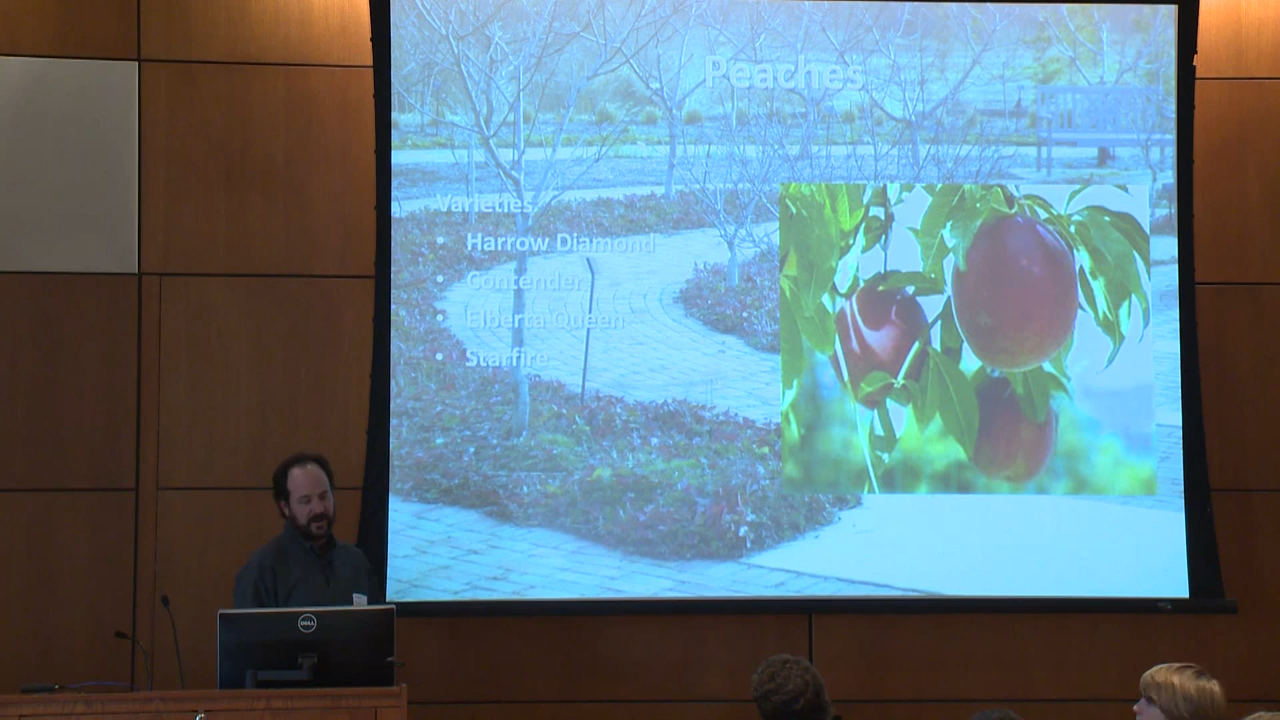 Peaches
Varieties
• Harrow Diamond
• Contender
• Elberta Queen
• Starfire
DELL